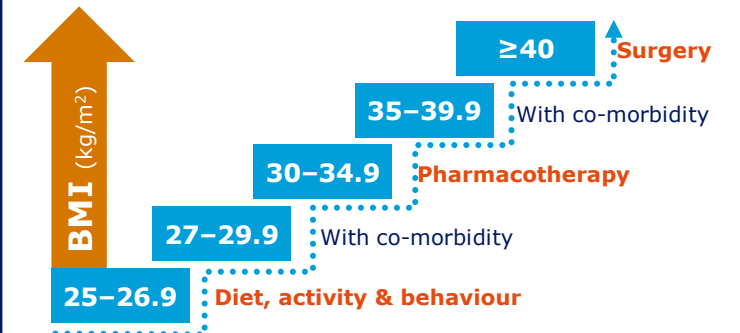 ≥40
Surgery
35–39.9
With co-morbidity
30–34.9
Pharmacotherapy
27–29.9
With co-morbidity
25–26.9
Diet, activity & behaviour
BMI (kg/m²)